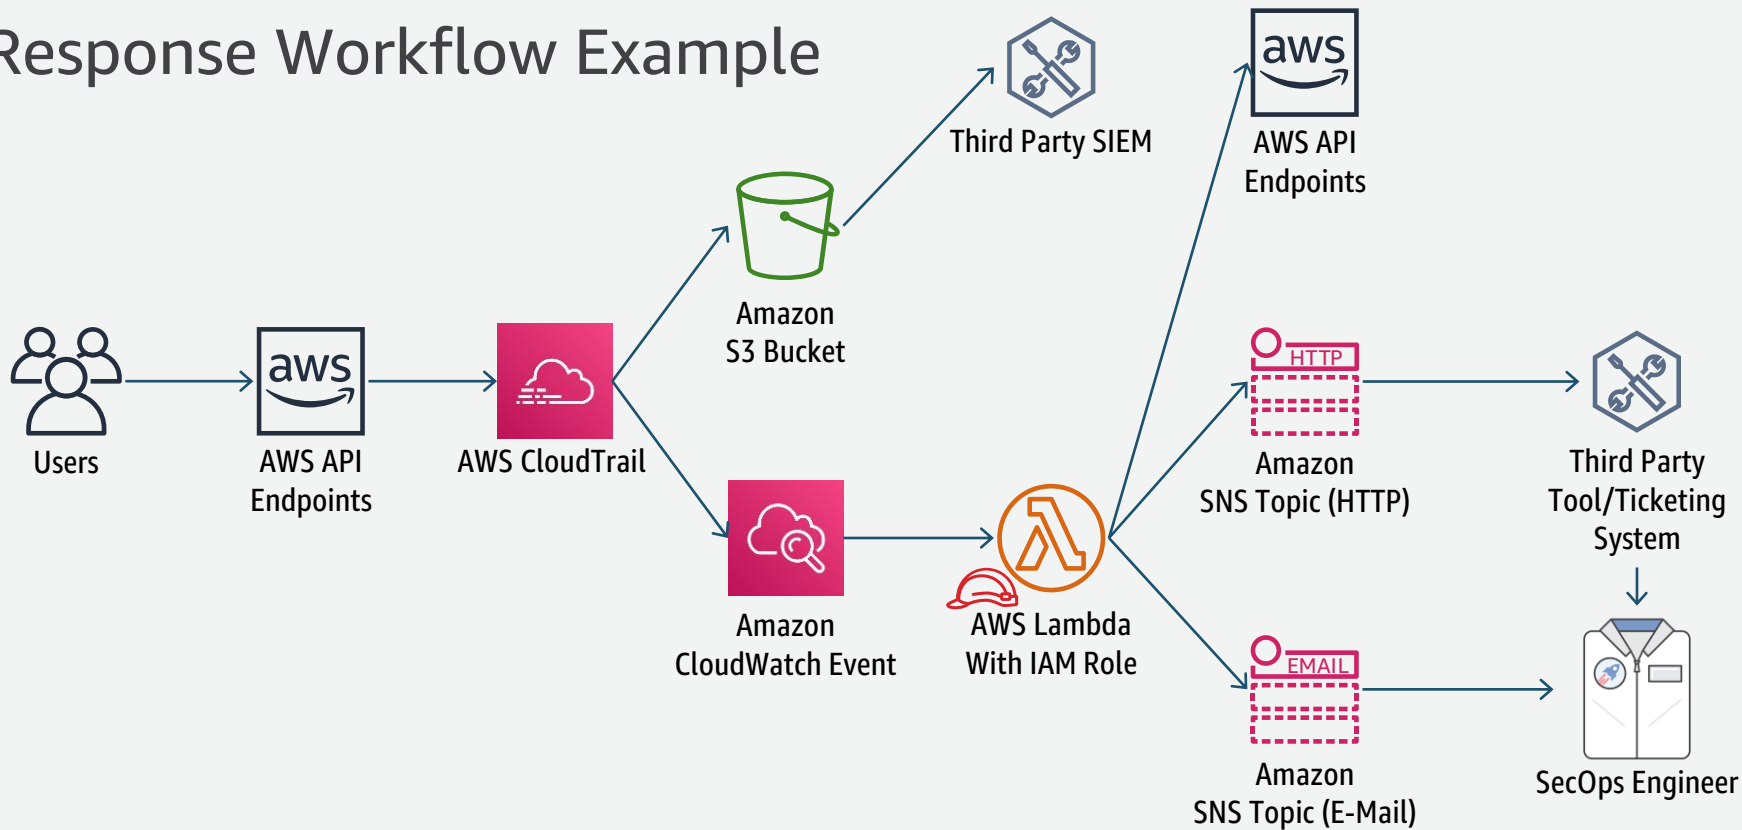 Response Workflow Example
Third Party SIEM
aws
AWS API
Endpoints
Amazon
S3 Bucket
Users
aws
AWS API
Endpoints
AWS CloudTrail
HTTP
Amazon
SNS Topic (HTTP)
Third Party
Tool/Ticketing
System
Amazon
CloudWatch Event
AWS Lambda
With IAM Role
EMAIL
Amazon
SNS Topic (E-Mail)
SecOps Engineer